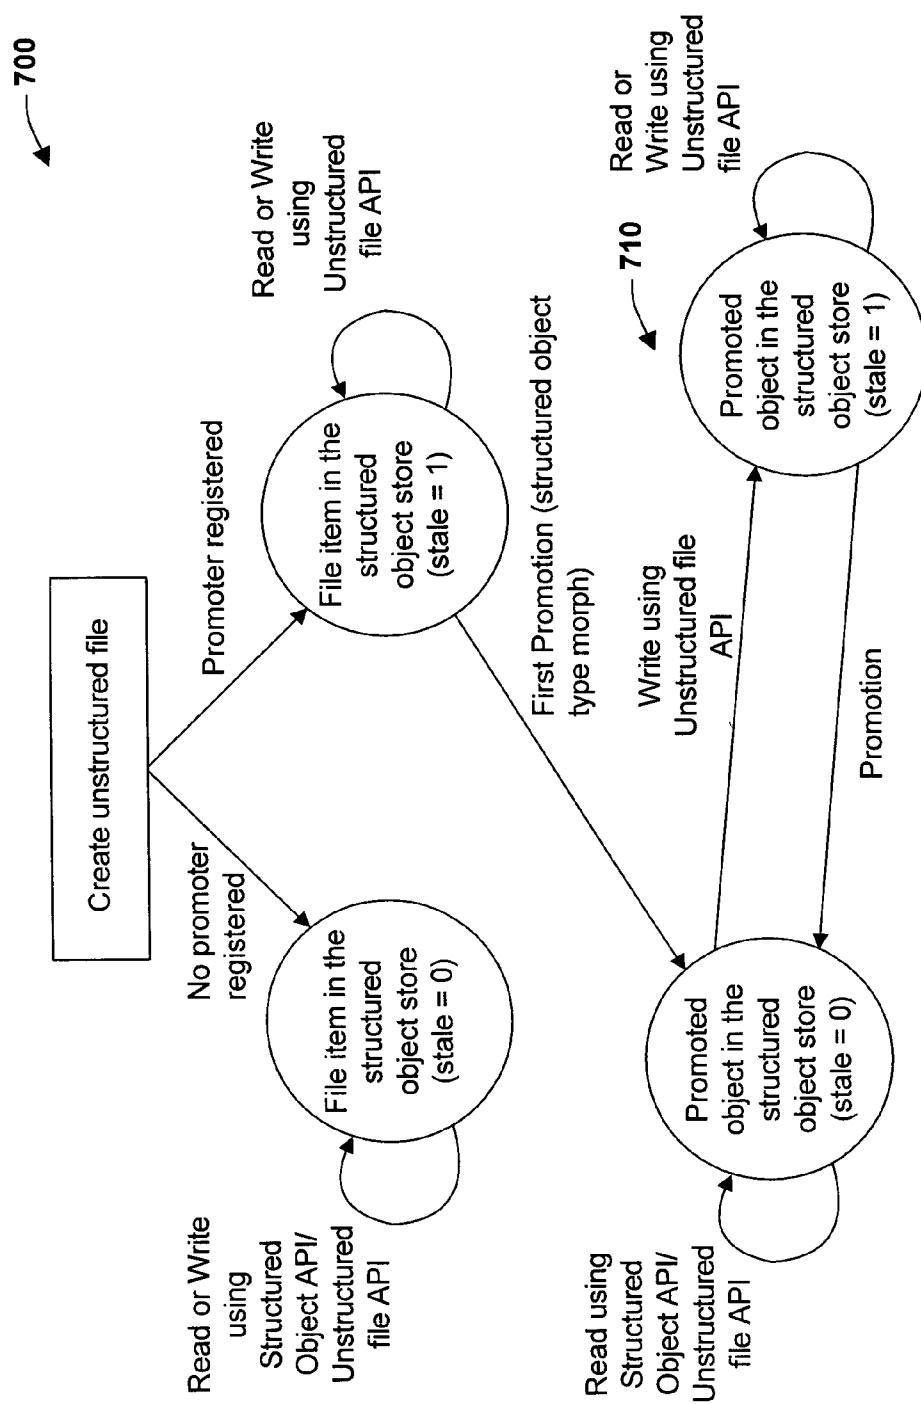 700
Create unstructured file
No promoter
registered
Promoter registered
Read or Write
using
Structured
Object API/
Unstructured
file API
File item in the
structured
object store
(stale = 0)
File item in the
structured
object store
(stale = 1)
Read or Write
using
Unstructured
file API
First Promotion (structured object
type morph)
710
Read using
Structured
Object API/
Unstructured
file API
Promoted
object in the
structured
object store
(stale = 0)
Write using
Unstructured file
API
Promotion
Promoted
object in the
structured
object store
(stale = 1)
Read or
Write using
Unstructured
file API